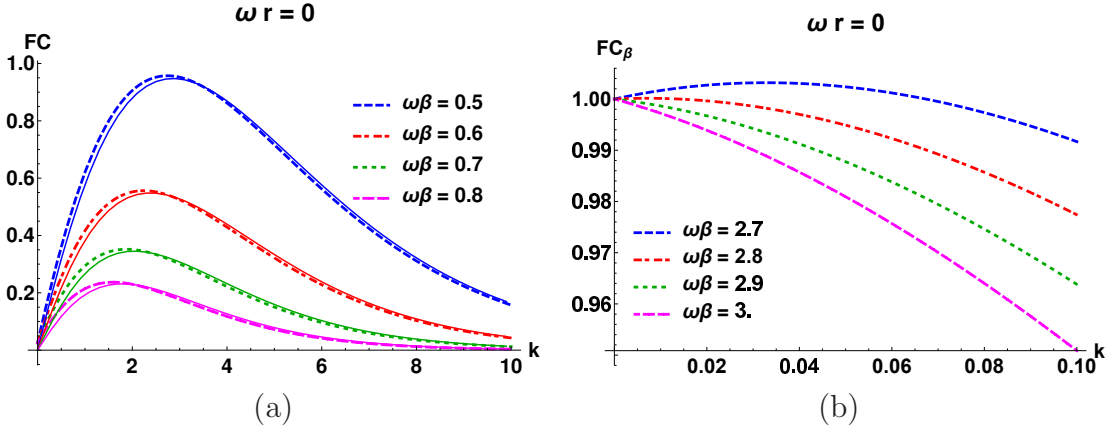 ω r = 0
FC
1.0
0.8
0.6
0.4
0.2
2
4
6
8
10
k
ωβ = 0.5
ωβ = 0.6
ωβ = 0.7
ωβ = 0.8
(a)
ω r = 0
FCβ
1.00
0.99
0.98
0.97
0.96
0.02
0.04
0.06
0.08
0.10
k
ωβ = 2.7
ωβ = 2.8
ωβ = 2.9
ωβ = 3.
(b)